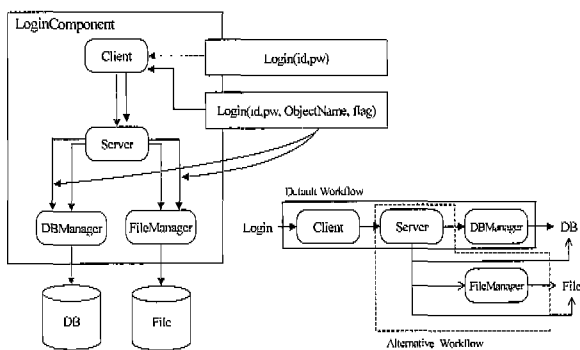 LoginComponent
Client
Login(id,pw)
Login(id,pw, ObjectName, flag)
Server
DBManager
FileManager
DB
File
Default Workflow
Login
Client
Server
DBManager
DB
FileManager
File
Alternative Workflow